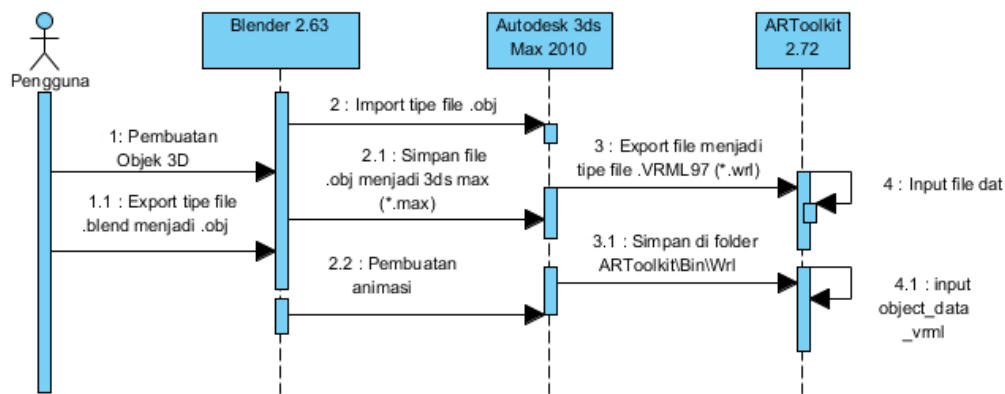 Pengguna
Blender 2.63
Autodesk 3ds
Max 2010
ARToolkit
2.72
1: Pembuatan
Objek 3D
1.1 : Export tipe file
.blend menjadi .obj
2 : Import tipe file .obj
2.1 : Simpan file
.obj menjadi 3ds max
(*.max)
2.2 : Pembuatan
animasi
3 : Export file menjadi
tipe file .VRML97 (*.wrl)
3.1 : Simpan di folder
ARToolkit\Bin\Wrl
4 : Input file dat
4.1 : input
object_data
_vrml